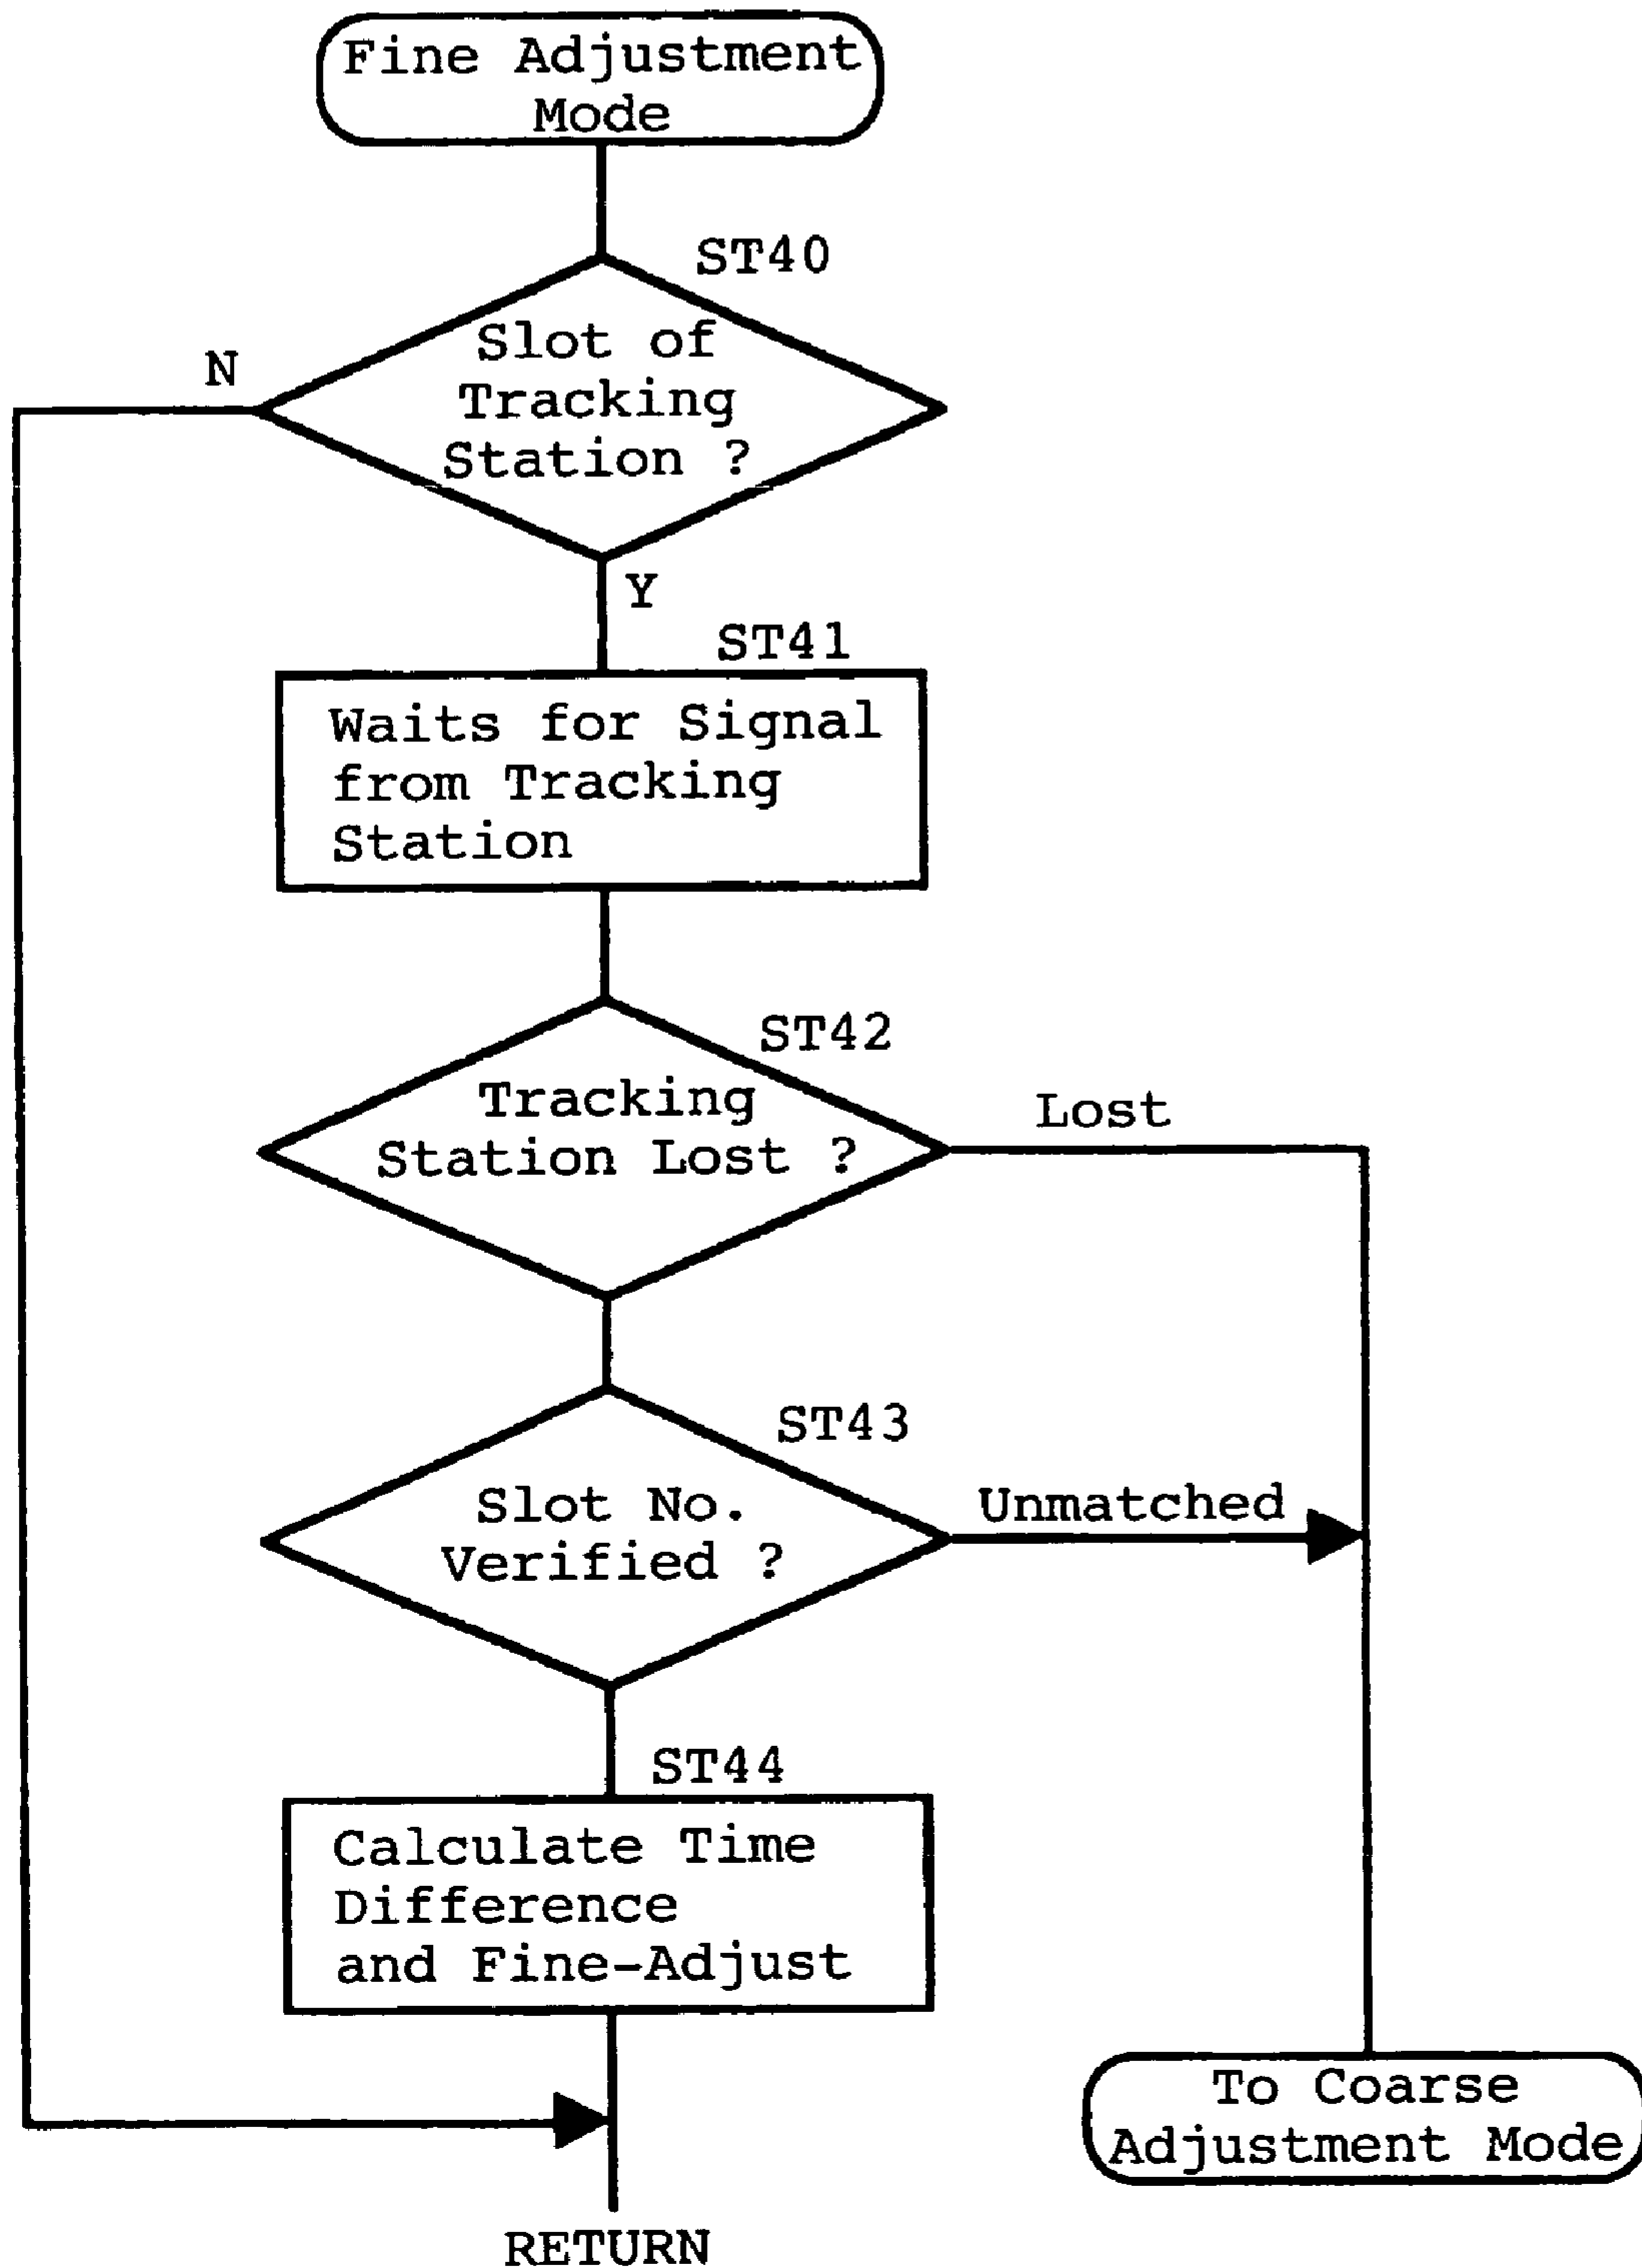 Fine Adjustment
Mode
ST40
Slot of
Tracking
Station ?
N
Y
ST41
Waits for Signal
from Tracking
Station
ST42
Tracking
Station Lost ?
Lost
ST43
Slot No.
Verified ?
Unmatched
ST44
Calculate Time
Difference
and Fine-Adjust
To Coarse
Adjustment Mode
RETURN